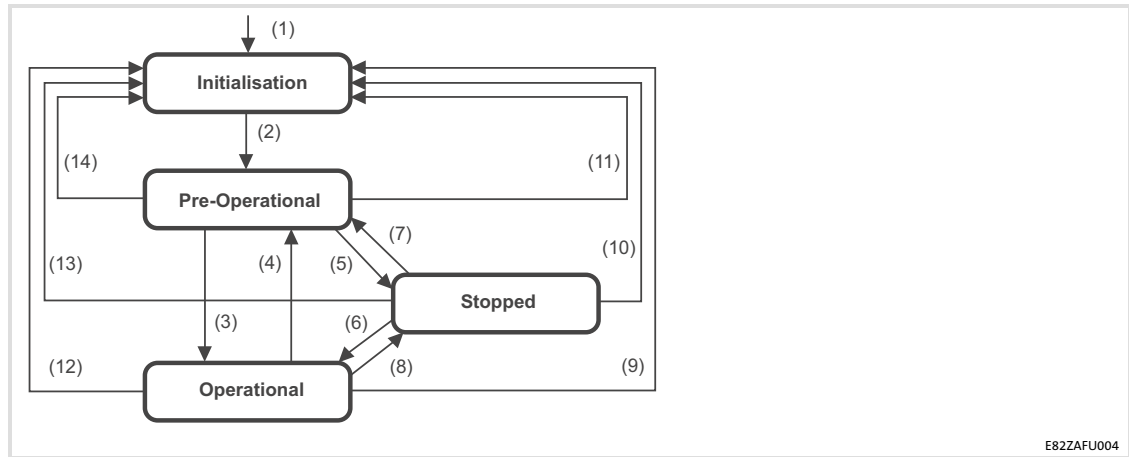 (1)
Initialisation
(2)
(14)
(11)
Pre-Operational
(7)
(10)
(13)
(4)
(5)
Stopped
(3)
(6)
(12)
(8)
(9)
Operational
E82ZAFU004